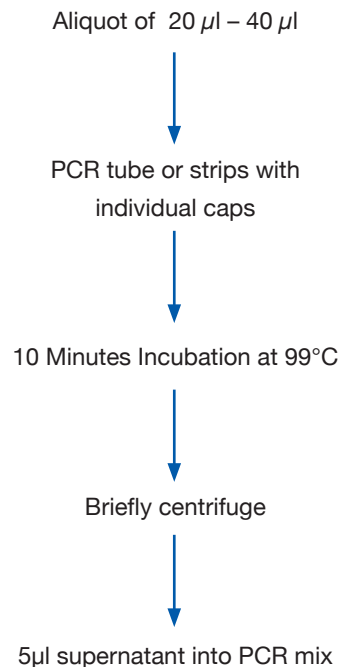 Aliquot of 20 µl – 40 µl
PCR tube or strips with
individual caps
10 Minutes Incubation at 99°C
Briefly centrifuge
5µl supernatant into PCR mix